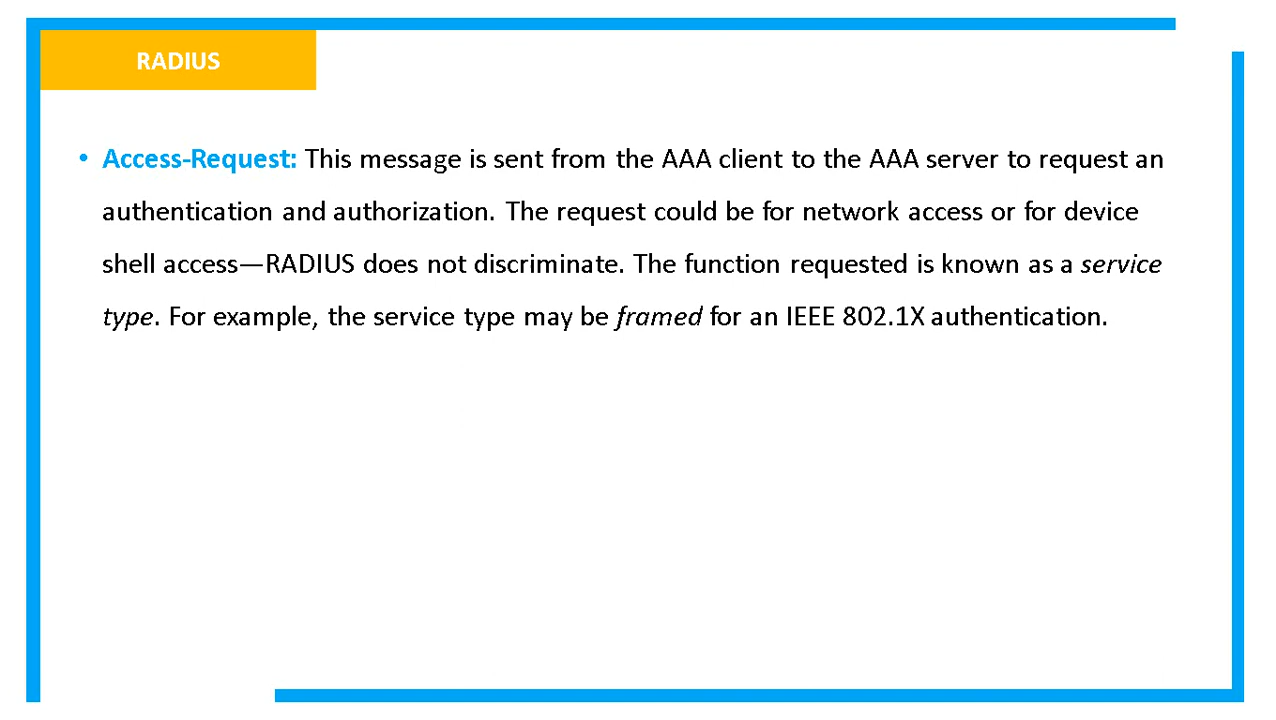 RADIUS
• Access-Request: This message is sent from the AAA client to the AAA server to request an
authentication and authorization. The request could be for network access or for device
shell access—RADIUS does not discriminate. The function requested is known as a service
type. For example, the service type may be framed for an IEEE 802.1X authentication.